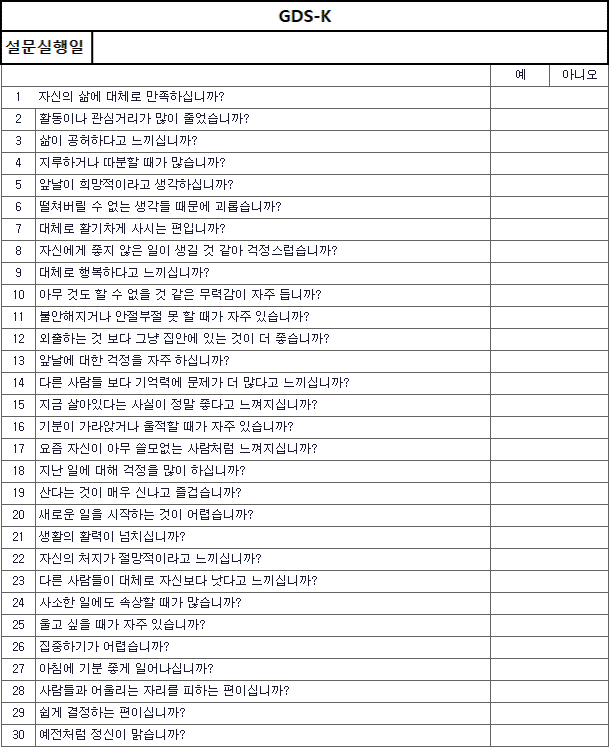 GDS-K
설문실행일
예 아니오
1 자신의 삶에 대체로 만족하십니까?
2 활동이나 관심거리가 많이 줄었습니까?
3 삶이 공허하다고 느끼십니까?
4 지루하거나 따분할 때가 많습니까?
5 앞날이 희망적이라고 생각하십니까?
6 떨쳐버릴 수 없는 생각들 때문에 괴롭습니까?
7 대체로 활기차게 사시는 편입니까?
8 자신에게 좋지 않은 일이 생길 것 같아 걱정스럽습니까?
9 대체로 행복하다고 느끼십니까?
10 아무 것도 할 수 없을 것 같은 무력감이 자주 듭니까?
11 불안해지거나 안절부절 못 할 때가 자주 있습니까?
12 외출하는 것 보다 그냥 집안에 있는 것이 더 좋습니까?
13 앞날에 대한 걱정을 자주 하십니까?
14 다른 사람들 보다 기억력에 문제가 더 많다고 느끼십니까?
15 지금 살아있다는 사실이 정말 좋다고 느껴지십니까?
16 기분이 가라앉거나 울적할 때가 자주 있습니까?
17 요즘 자신이 아무 쓸모없는 사람처럼 느껴지십니까?
18 지난 일에 대해 걱정을 많이 하십니까?
19 산다는 것이 매우 신나고 즐겁습니까?
20 새로운 일을 시작하는 것이 어렵습니까?
21 생활의 활력이 넘치십니까?
22 자신의 처지가 절망적이라고 느끼십니까?
23 다른 사람들이 대체로 자신보다 낫다고 느끼십니까?
24 사소한 일에도 속상할 때가 많습니까?
25 울고 싶을 때가 자주 있습니까?
26 집중하기가 어렵습니까?
27 아침에 기분 좋게 일어나십니까?
28 사람들과 어울리는 자리를 피하는 편이십니까?
29 쉽게 결정하는 편이십니까?
30 예전처럼 정신이 맑습니까?